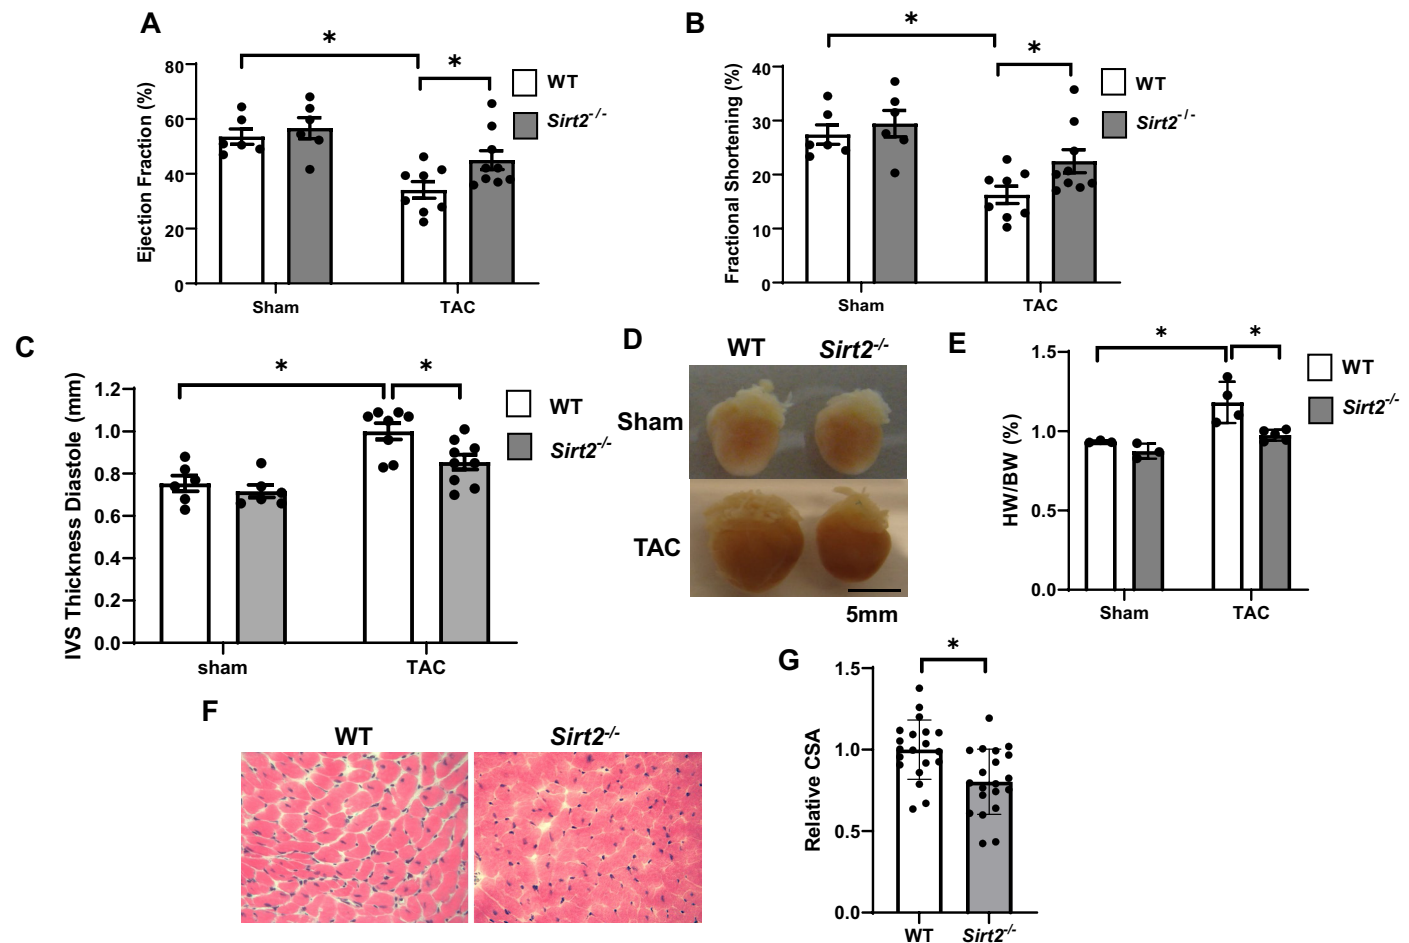 A
*
*
Ejection Fraction (%)
80
60
40
20
0
Sham
TAC
WT
Sirt2-/-
B
*
*
Fractional Shortening (%)
40
30
20
10
0
Sham
TAC
WT
Sirt2-/-
C
*
*
IVS Thickness Diastole (mm)
1.2
1.0
0.8
0.6
0.4
0.2
0.0
sham
TAC
WT
Sirt2-/-
D
WT Sirt2-/-
Sham
TAC
5mm
E
*
*
HW/BW (%)
1.5
1.0
0.5
0.0
Sham
TAC
WT
Sirt2-/-
F
WT Sirt2-/-
G
*
Relative CSA
1.5
1.0
0.5
0.0
WT Sirt2-/-